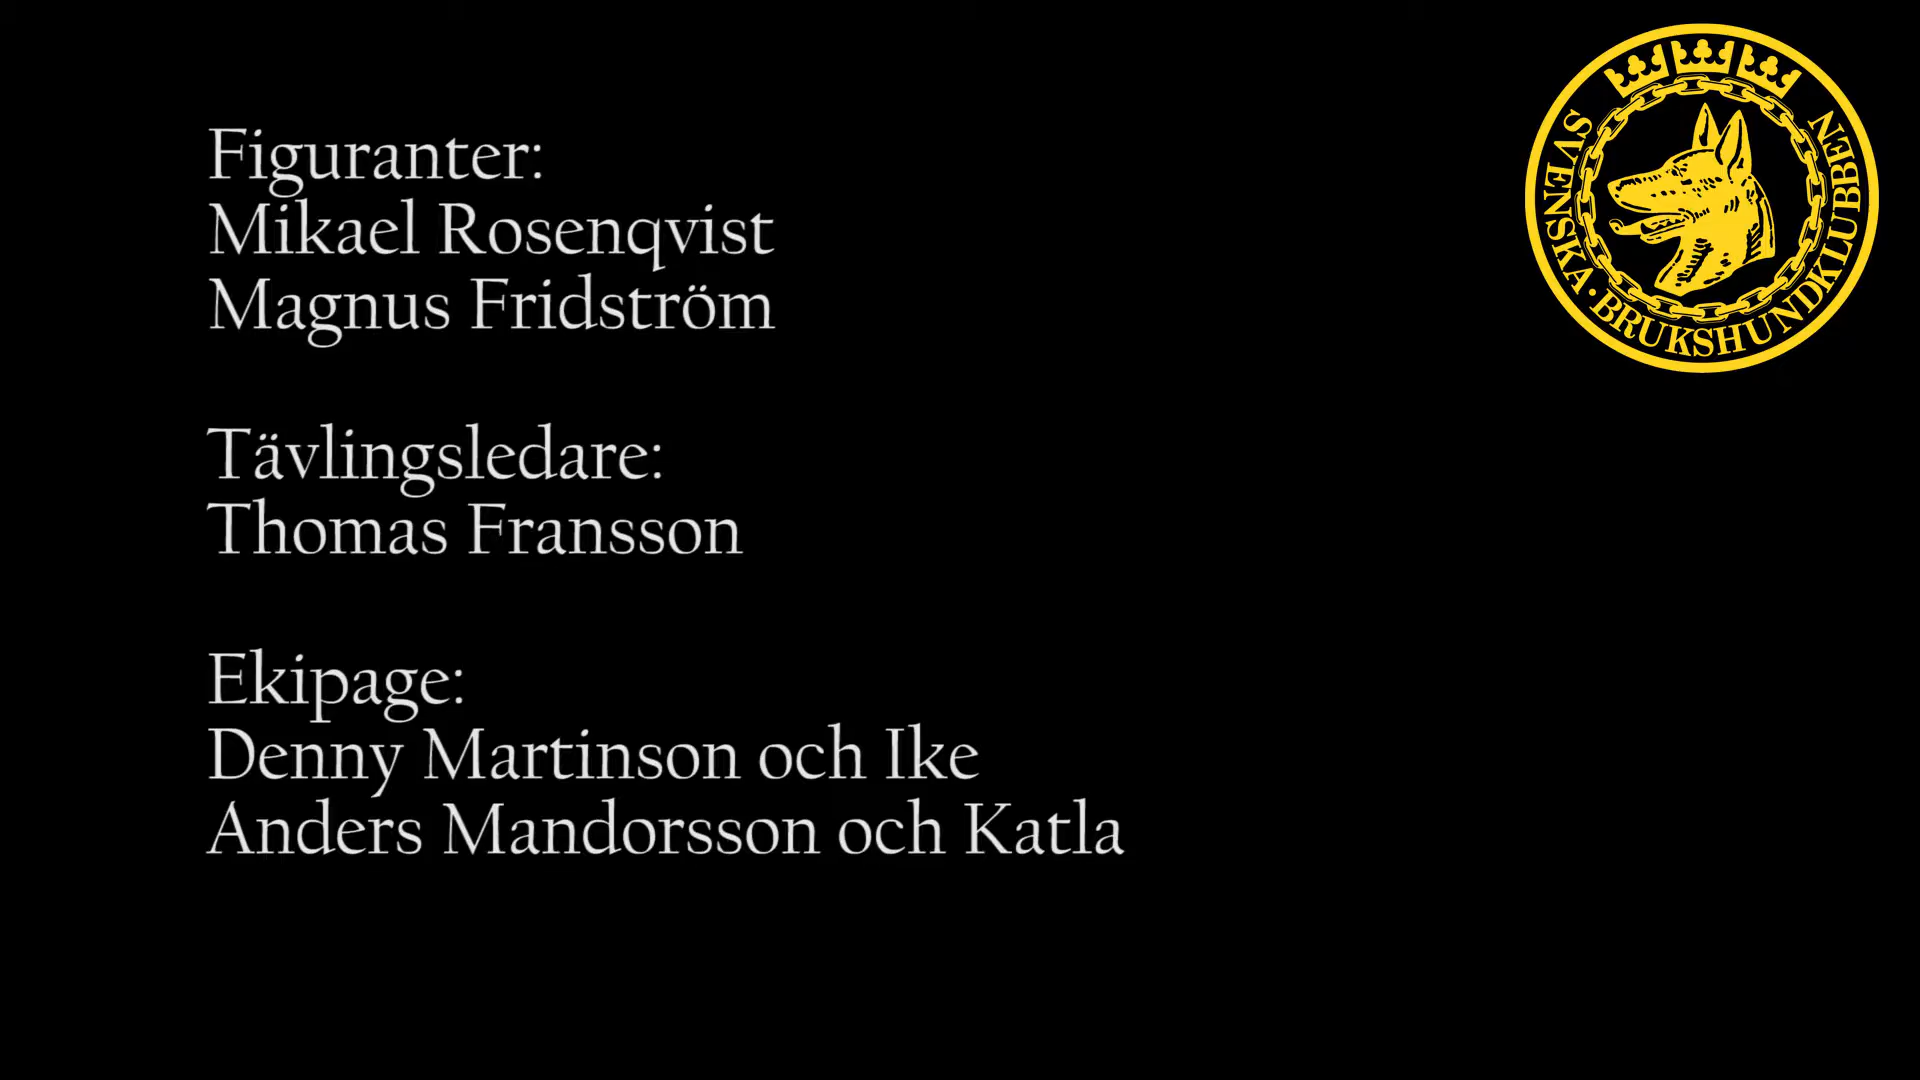 Figuranter:
Mikael Rosenqvist
Magnus Fridström
Tävlingsledare:
Thomas Fransson
Ekipage:
Denny Martinson och Ike
Anders Mandorsson och Katla
SVENSKA · BRUKSHUNDKLUBBEN